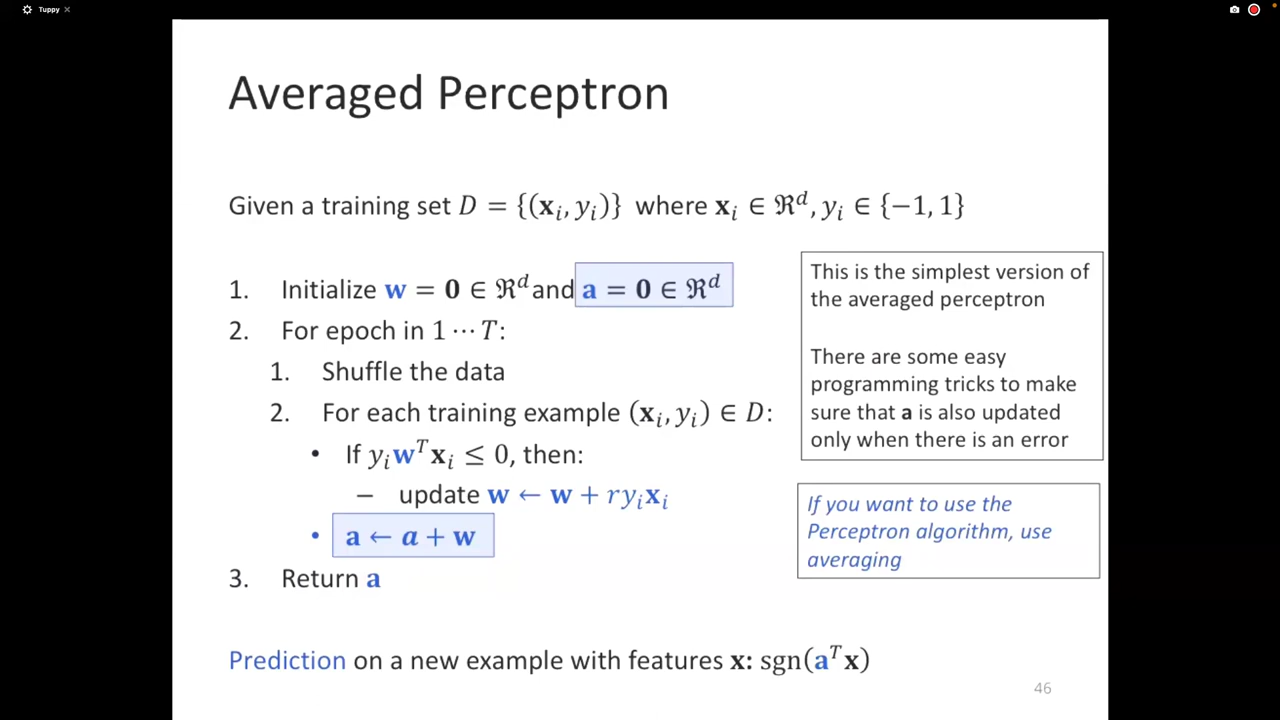 Tuppy
Averaged Perceptron
Given a training set D = {(xᵢ, yᵢ)} where xᵢ ∈ ℜᵈ, yᵢ ∈ {−1, 1}
1. Initialize w = 0 ∈ ℜᵈ and a = 0 ∈ ℜᵈ
2. For epoch in 1 ⋯ T:
1. Shuffle the data
2. For each training example (xᵢ, yᵢ) ∈ D:
• If yᵢwᵀxᵢ ≤ 0, then:
– update w ← w + ryᵢxᵢ
• a ← a + w
3. Return a
This is the simplest version of
the averaged perceptron
There are some easy
programming tricks to make
sure that a is also updated
only when there is an error
If you want to use the
Perceptron algorithm, use
averaging
Prediction on a new example with features x: sgn(aᵀx)
46